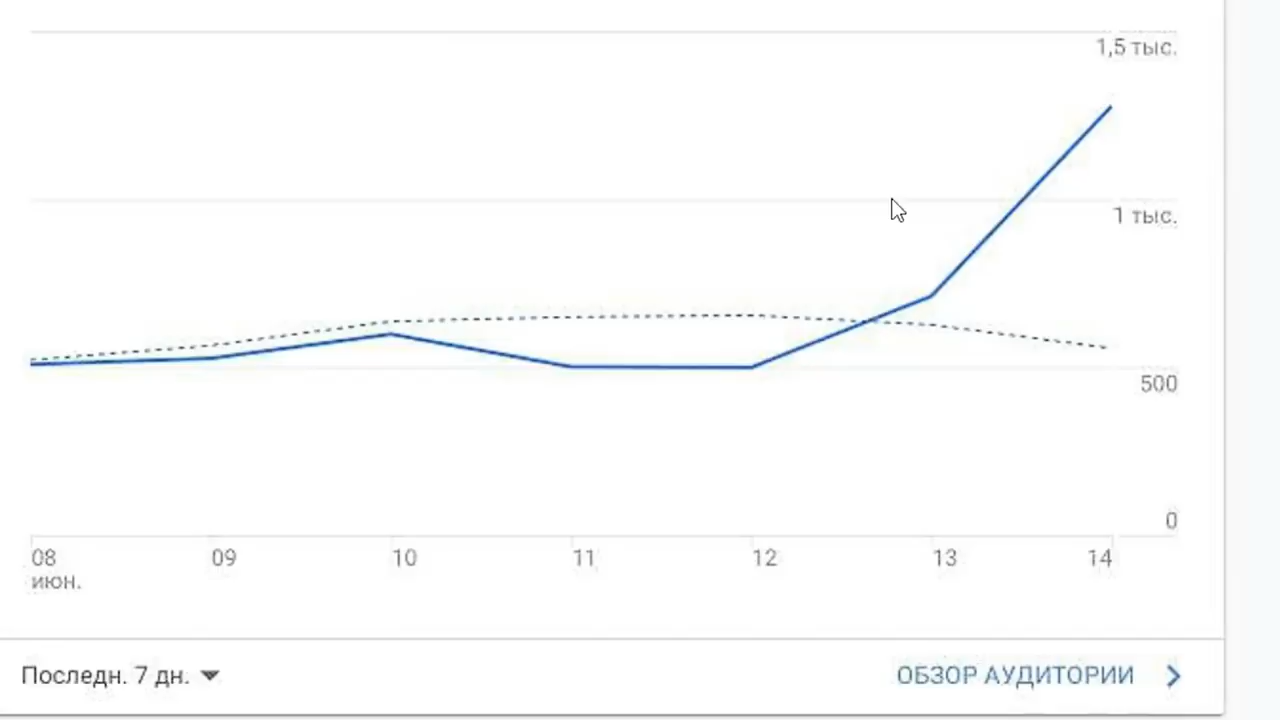 1,5 тыс.
1 тыс.
500
0
08 09 10 11 12 13 14
июн.
Последн. 7 дн.
ОБЗОР АУДИТОРИИ